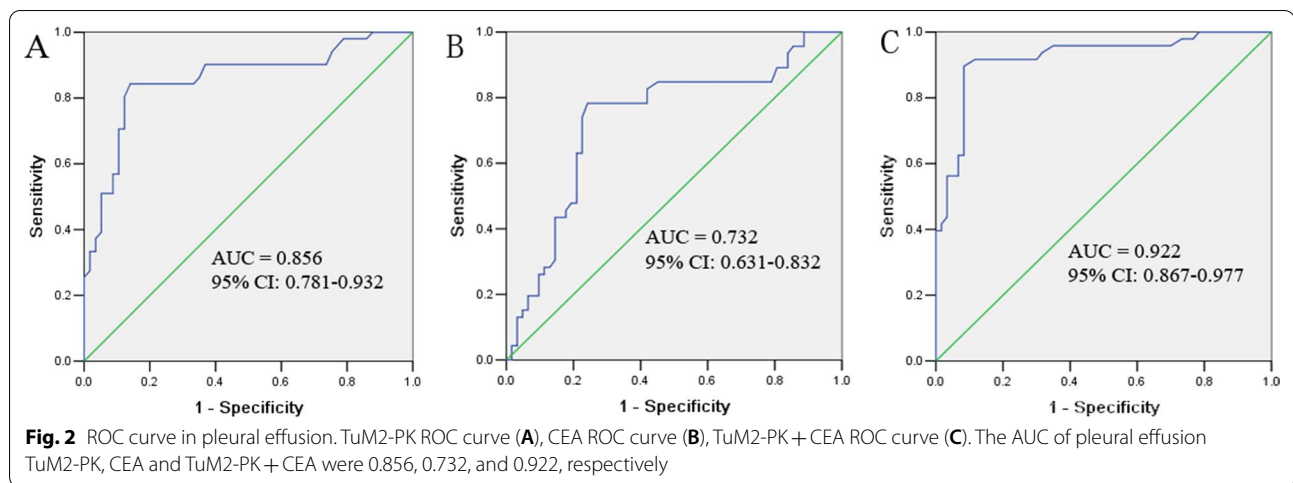 A
1.0
0.8
0.6
0.4
0.2
0.0
Sensitivity
AUC = 0.856
95% CI: 0.781-0.932
0.0 0.2 0.4 0.6 0.8 1.0
1 - Specificity
B
1.0
0.8
0.6
0.4
0.2
0.0
Sensitivity
AUC = 0.732
95% CI: 0.631-0.832
0.0 0.2 0.4 0.6 0.8 1.0
1 - Specificity
C
1.0
0.8
0.6
0.4
0.2
0.0
Sensitivity
AUC = 0.922
95% CI: 0.867-0.977
0.0 0.2 0.4 0.6 0.8 1.0
1 - Specificity
Fig. 2 ROC curve in pleural effusion. TuM2-PK ROC curve (A), CEA ROC curve (B), TuM2-PK + CEA ROC curve (C). The AUC of pleural effusion
TuM2-PK, CEA and TuM2-PK + CEA were 0.856, 0.732, and 0.922, respectively